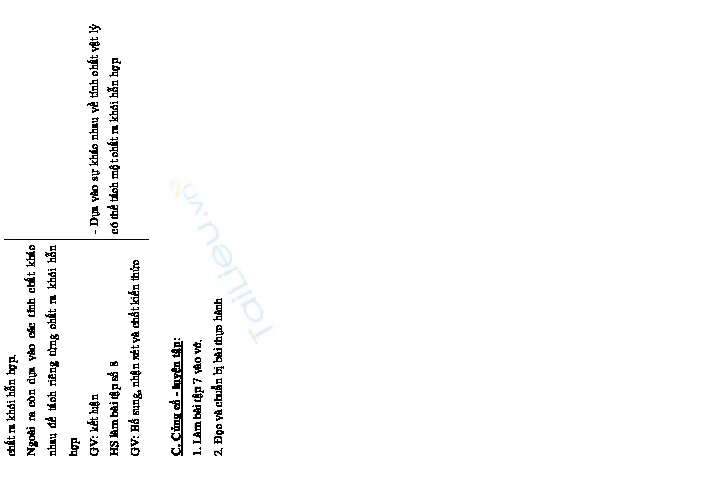 chất ra khỏi hỗn hợp.
Ngoài ra còn dựa vào các tính chất khác
nhau để tách riêng từng chất ra khỏi hỗn
hợp
GV: kết luận
HS làm bài tập số 8
GV: Bổ sung, nhận xét và chốt kiến thức
- Dựa vào sự khác nhau về tính chất vật lý
có thể tách một chất ra khỏi hỗn hợp
C. Củng cố - luyện tập:
1. Làm bài tập 7 vào vở.
2. Đọc và chuẩn bị bài thực hành
TaiLieu.vn